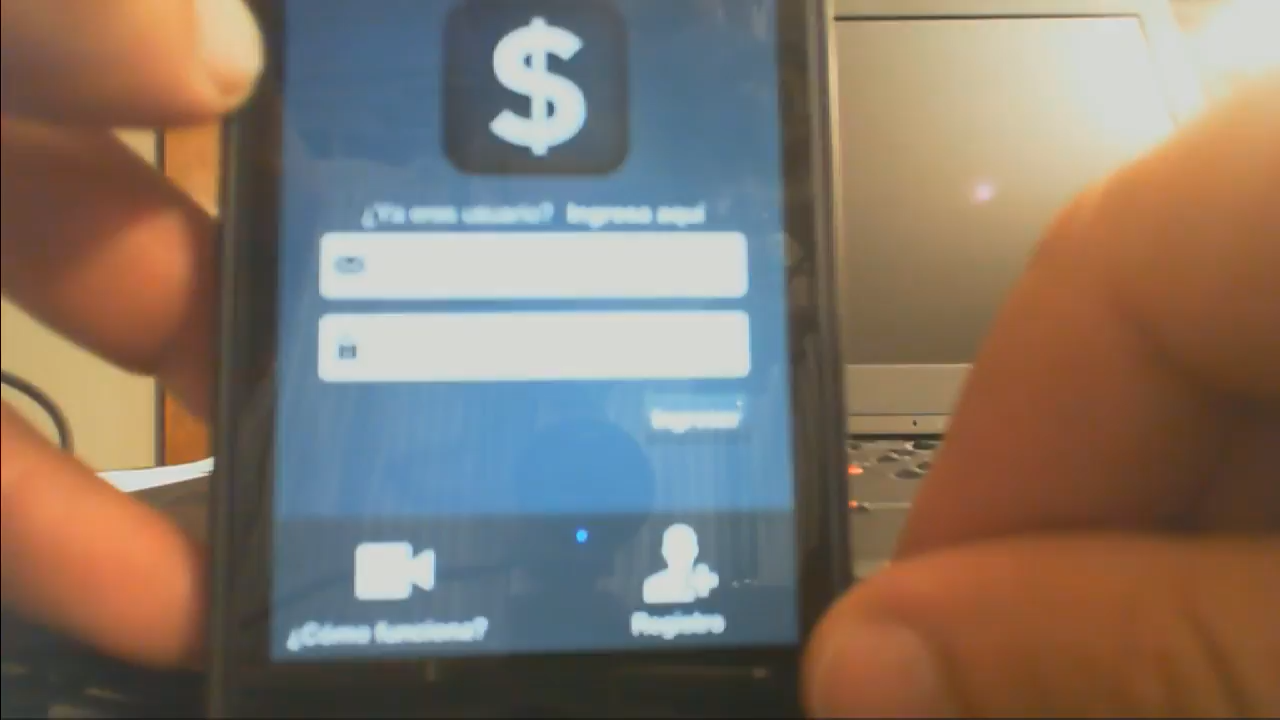 $
¿Ya eres usuario? Ingresa aquí
Ingresar
¿Cómo funciona?
Registro